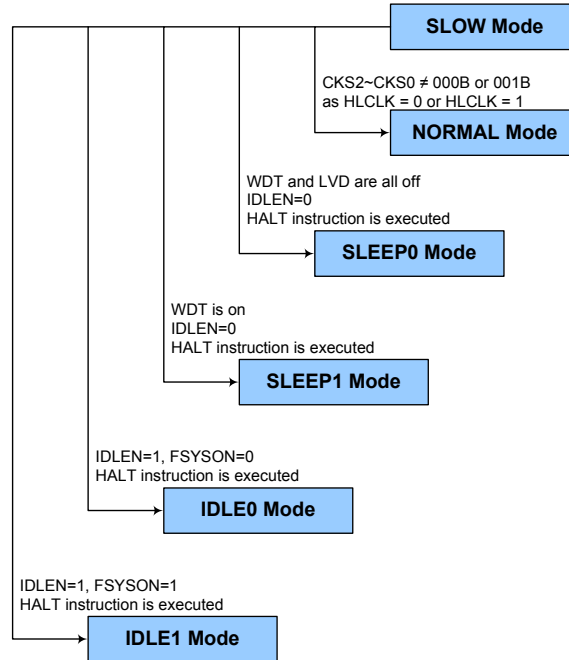 SLOW Mode
CKS2~CKS0 ≠ 000B or 001B
as HLCLK = 0 or HLCLK = 1
NORMAL Mode
WDT and LVD are all off
IDLEN=0
HALT instruction is executed
SLEEP0 Mode
WDT is on
IDLEN=0
HALT instruction is executed
SLEEP1 Mode
IDLEN=1, FSYSON=0
HALT instruction is executed
IDLE0 Mode
IDLEN=1, FSYSON=1
HALT instruction is executed
IDLE1 Mode